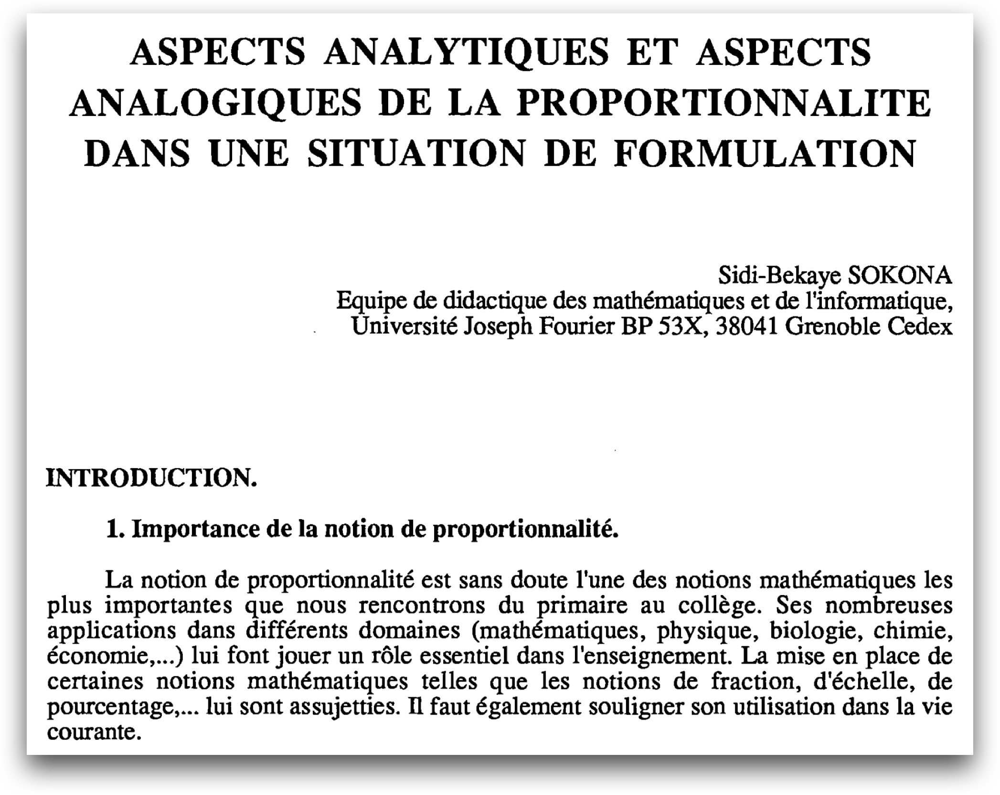 ASPECTS ANALYTIQUES ET ASPECTS
ANALOGIQUES DE LA PROPORTIONNALITE
DANS UNE SITUATION DE FORMULATION
Sidi-Bekaye SOKONA
Equipe de didactique des mathématiques et de l'informatique,
Université Joseph Fourier BP 53X, 38041 Grenoble Cedex
INTRODUCTION.
1. Importance de la notion de proportionnalité.
La notion de proportionnalité est sans doute l'une des notions mathématiques les
plus importantes que nous rencontrons du primaire au collège. Ses nombreuses
applications dans différents domaines (mathématiques, physique, biologie, chimie,
économie,...) lui font jouer un rôle essentiel dans l'enseignement. La mise en place de
certaines notions mathématiques telles que les notions de fraction, d'échelle, de
pourcentage,... lui sont assujetties. Il faut également souligner son utilisation dans la vie
courante.